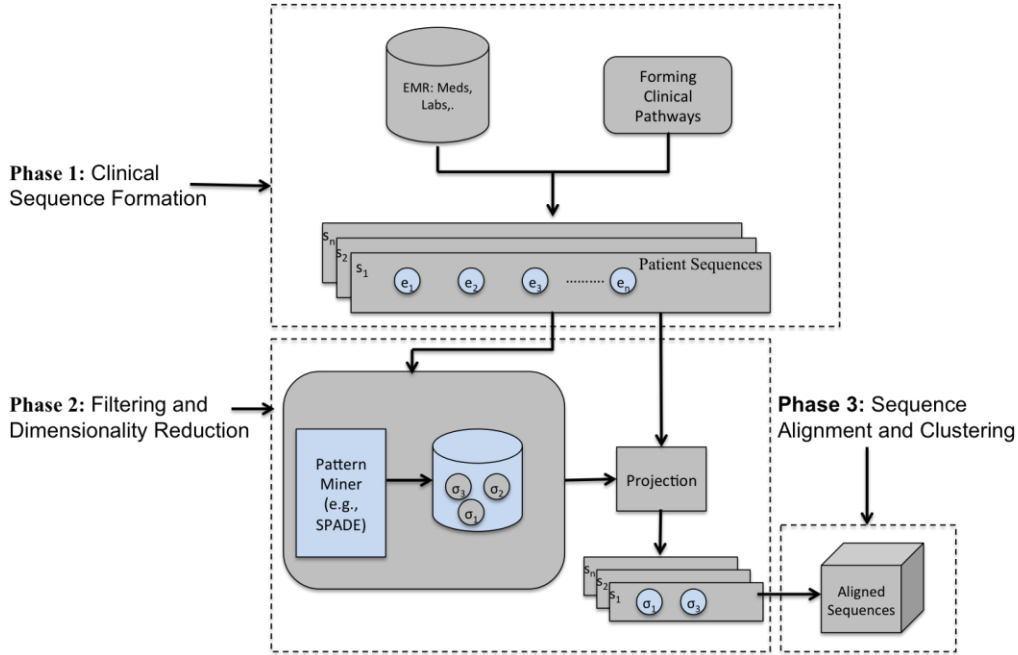 EMR: Meds,
Labs,.
Forming
Clinical
Pathways
Phase 1: Clinical
Sequence Formation
sn
s2
s1
Patient Sequences
e1 e2 e3 .......... en
Phase 2: Filtering and
Dimensionality Reduction
Phase 3: Sequence
Alignment and Clustering
Pattern
Miner
(e.g.,
SPADE)
σ3 σ2
σ1
Projection
sn
s2
s1
σ1 σ3
Aligned
Sequences